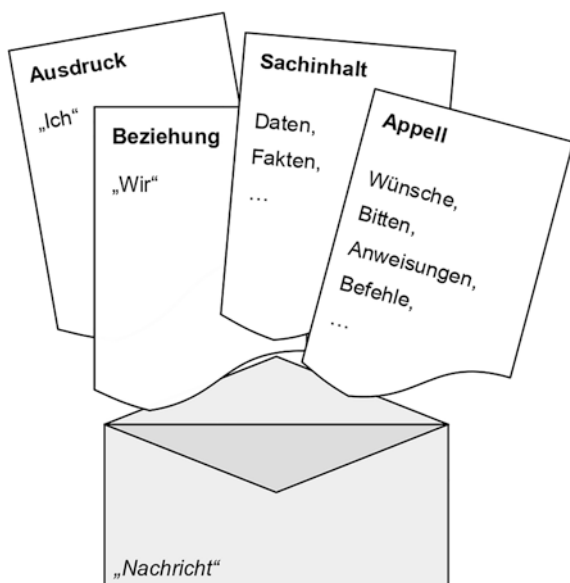 Ausdruck
„Ich“
Beziehung
„Wir“
Sachinhalt
Daten,
Fakten,
…
Appell
Wünsche,
Bitten,
Anweisungen,
Befehle,
…
„Nachricht“